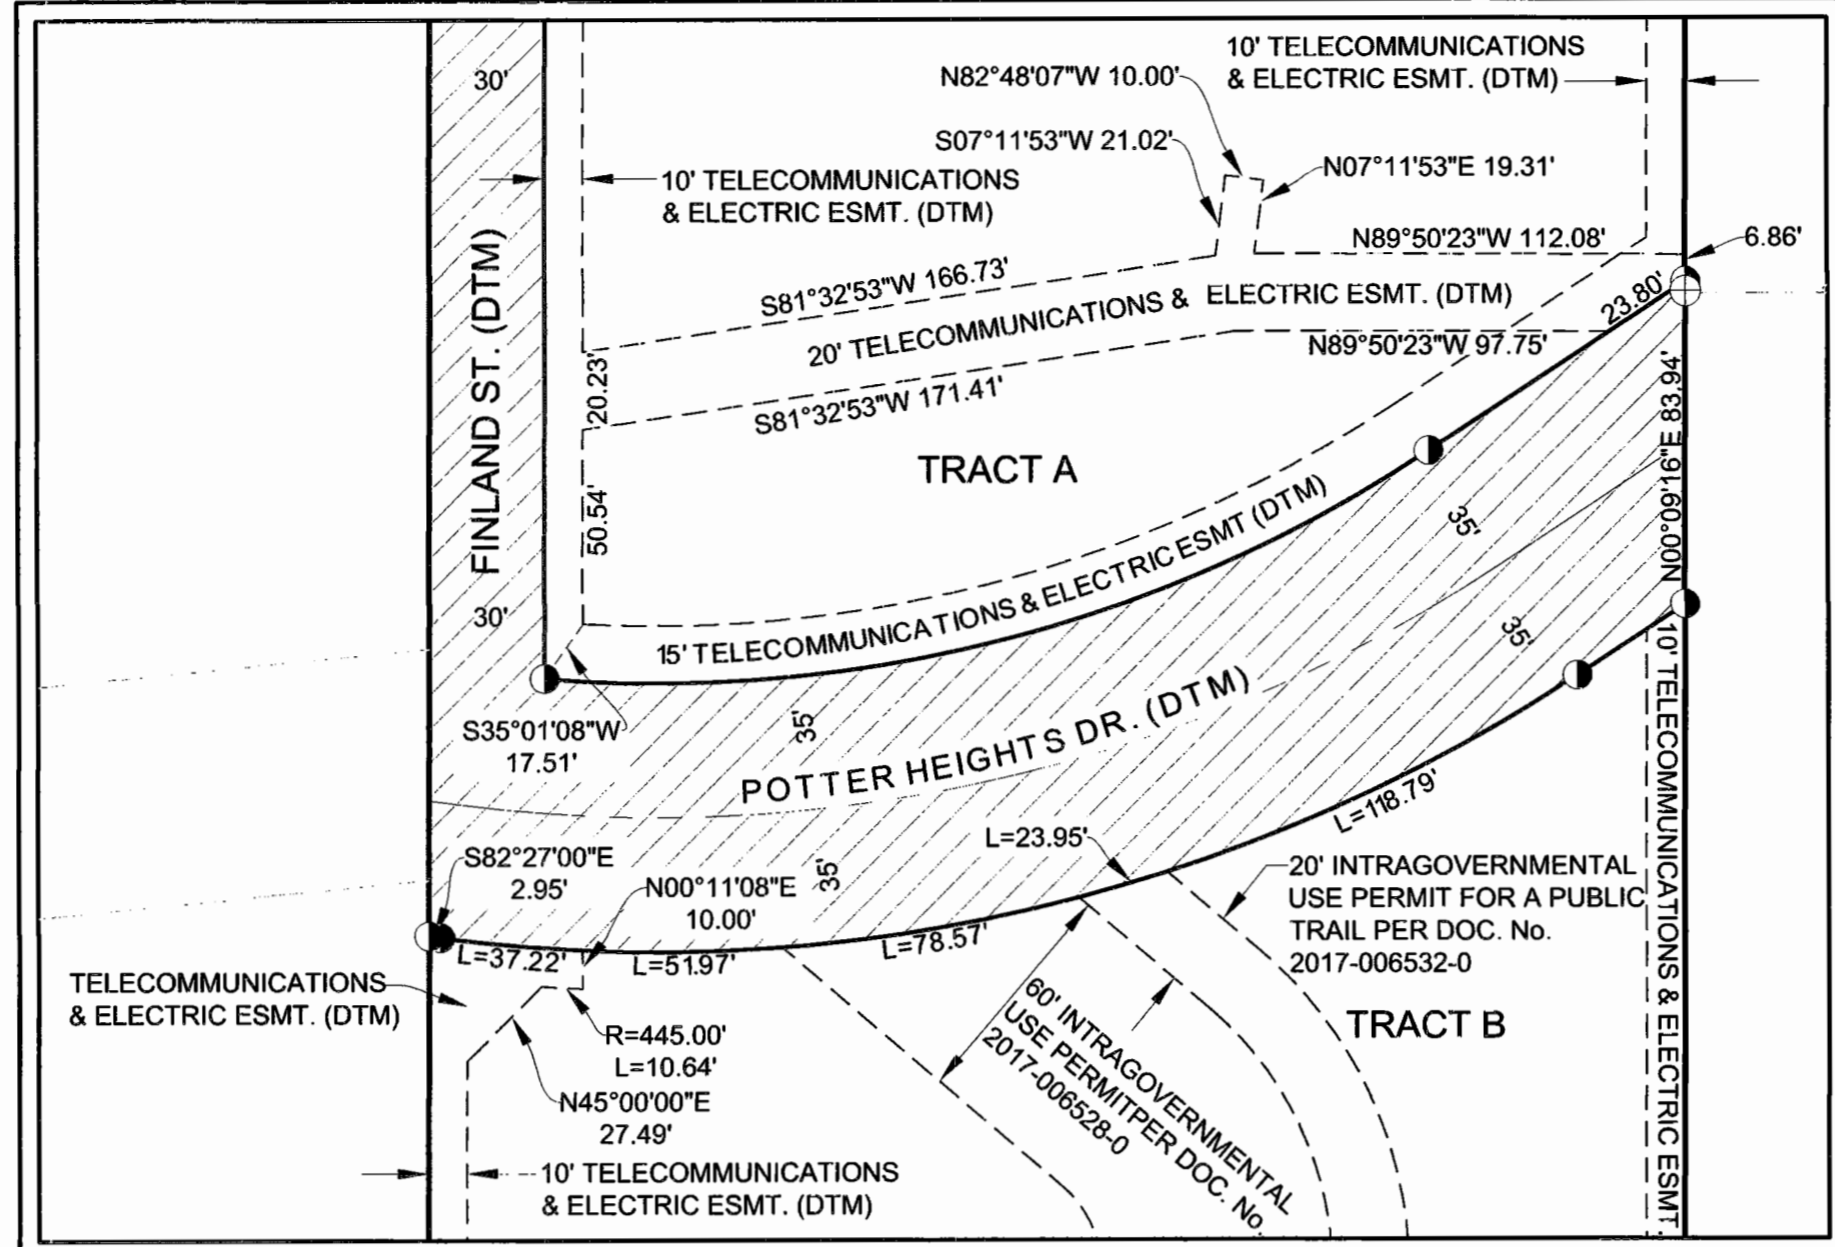 30'
10' TELECOMMUNICATIONS
& ELECTRIC ESMT. (DTM)
N82°48'07"W 10.00'
S07°11'53"W 21.02'
N07°11'53"E 19.31'
10' TELECOMMUNICATIONS
& ELECTRIC ESMT. (DTM)
N89°50'23"W 112.08'
6.86'
FINLAND ST. (DTM)
S81°32'53"W 166.73'
20' TELECOMMUNICATIONS & ELECTRIC ESMT. (DTM)
23.80'
N89°50'23"W 97.75'
20.23'
S81°32'53"W 171.41'
N00°09'16"E 83.94'
TRACT A
50.54'
35'
30'
15' TELECOMMUNICATIONS & ELECTRIC ESMT (DTM)
35'
S35°01'08"W
17.51'
35'
POTTER HEIGHTS DR. (DTM)
10' TELECOMMUNICATIONS & ELECTRIC ESMT.
L=118.79'
L=23.95'
S82°27'00"E
2.95'
N00°11'08"E
10.00'
35'
20' INTRAGOVERNMENTAL
USE PERMIT FOR A PUBLIC
TRAIL PER DOC. No.
2017-006532-0
L=37.22'
L=51.97'
L=78.57'
TELECOMMUNICATIONS
& ELECTRIC ESMT. (DTM)
R=445.00'
L=10.64'
60' INTRAGOVERNMENTAL
USE PERMITPER DOC. No.
2017-006528-0
TRACT B
N45°00'00"E
27.49'
10' TELECOMMUNICATIONS
& ELECTRIC ESMT. (DTM)